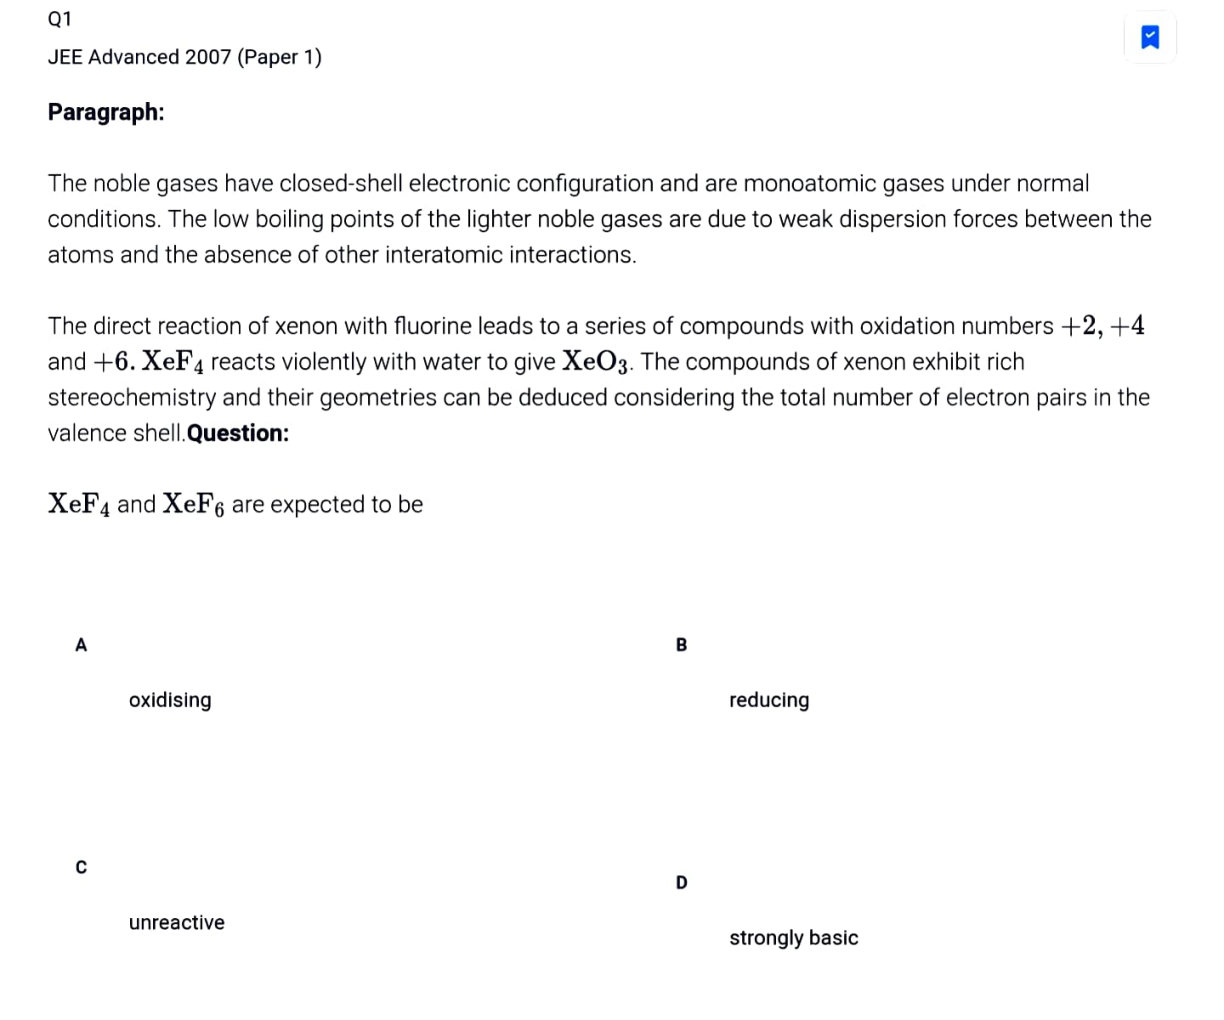 Q1
JEE Advanced 2007 (Paper 1)
Paragraph:
The noble gases have closed-shell electronic configuration and are monoatomic gases under normal
conditions. The low boiling points of the lighter noble gases are due to weak dispersion forces between the
atoms and the absence of other interatomic interactions.
The direct reaction of xenon with fluorine leads to a series of compounds with oxidation numbers +2, +4
and +6. XeF₄ reacts violently with water to give XeO₃. The compounds of xenon exhibit rich
stereochemistry and their geometries can be deduced considering the total number of electron pairs in the
valence shell.Question:
XeF₄ and XeF₆ are expected to be
A
oxidising
B
reducing
C
unreactive
D
strongly basic